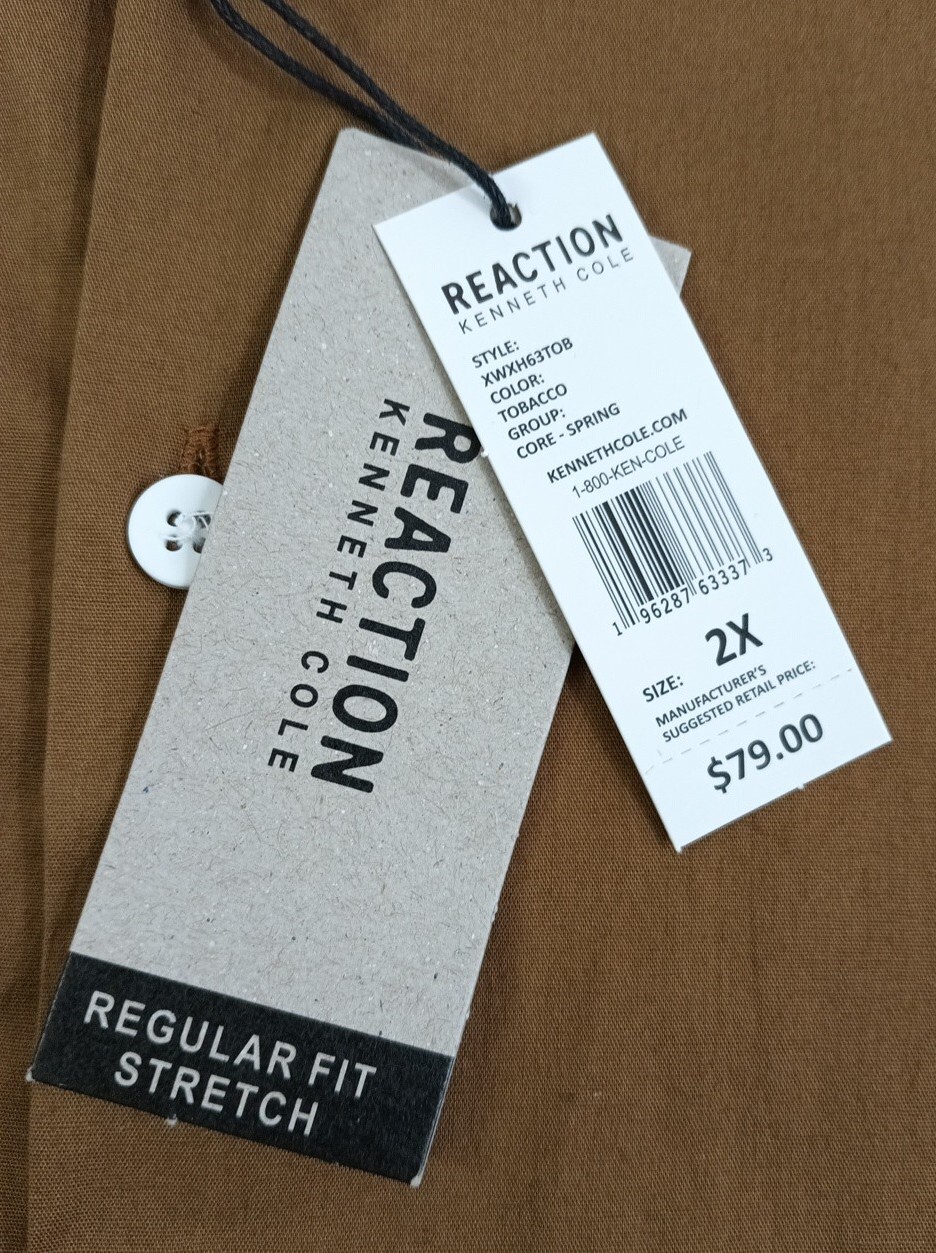 REACTION
KENNETH COLE
STYLE:
XWXH63TOB
COLOR:
TOBACCO
GROUP:
CORE - SPRING
KENNETHCOLE.COM
1-800-KEN-COLE
1 96287 63337 3
SIZE: 2X
MANUFACTURER'S
SUGGESTED RETAIL PRICE:
$79.00
REACTION
KENNETH COLE
REGULAR FIT
STRETCH